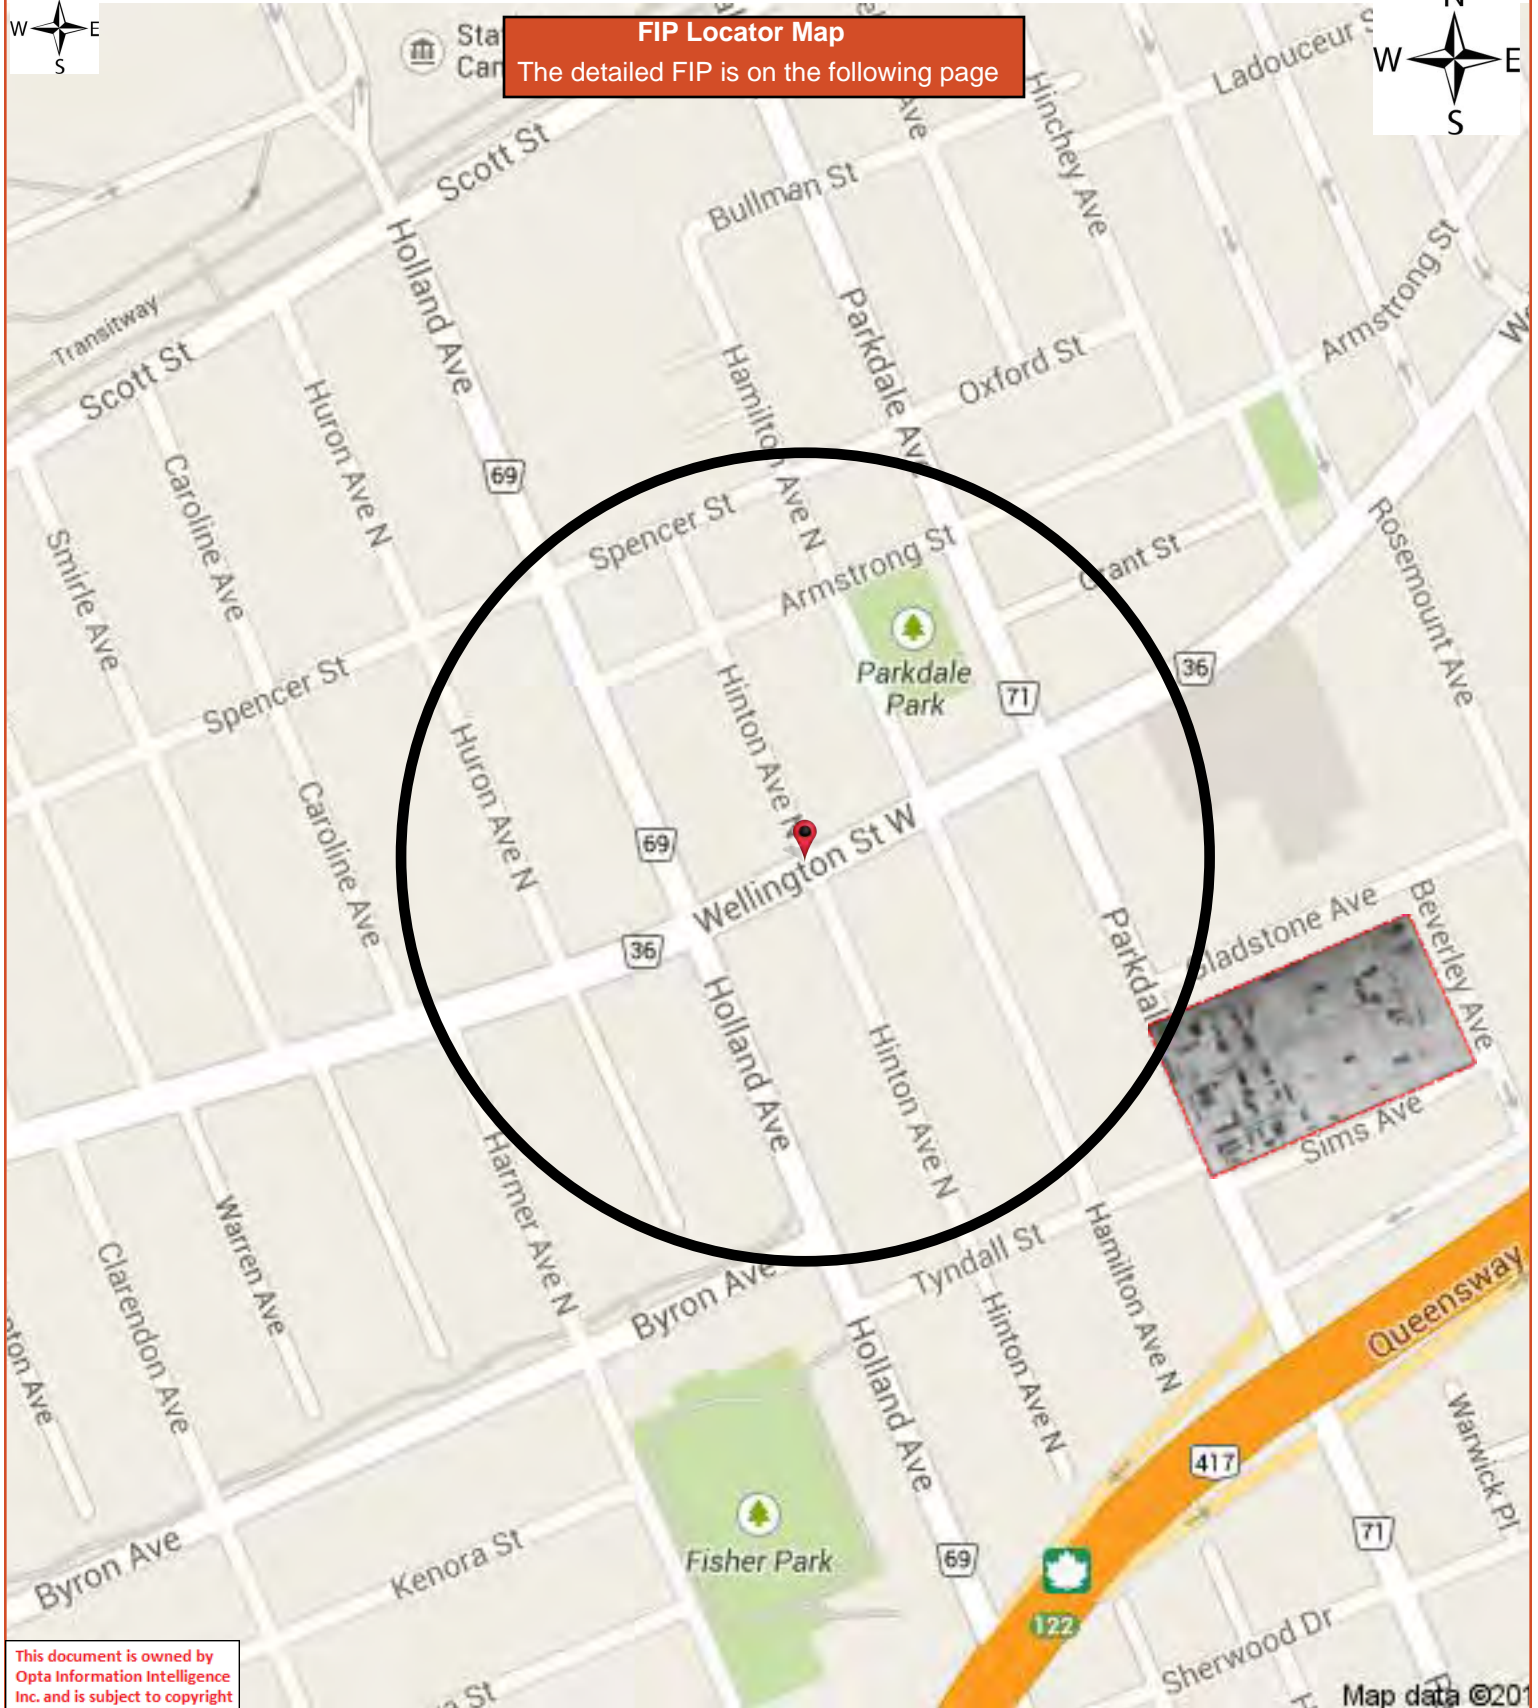 W E
S
FIP Locator Map
The detailed FIP is on the following page
N
W E
S
Ladouceur
Scott St
Hinchey Ave
Ave
Bullman St
Holland Ave
Transitway
Scott St
Parkdale Ave
Armstrong St
Oxford St
Hamilton Ave N
Huron Ave N
69
Caroline Ave
Smirle Ave
Spencer St
Armstrong St
Grant St
Rosemount Ave
Parkdale
Park
36
71
Spencer St
Hinton Ave N
Huron Ave N
Caroline Ave
69
Wellington St W
36
Gladstone Ave
Beverley Ave
Holland Ave
Hinton Ave N
Sims Ave
Harmer Ave N
Warren Ave
Clarendon Ave
Tyndall St
Hamilton Ave N
Byron Ave
Hinton Ave N
Queensway
Holland Ave
417
Warwick Pl
71
Fisher Park
69
Byron Ave
Kenora St
122
Sherwood Dr
This document is owned by
Opta Information Intelligence
Inc. and is subject to copyright
St
Map data ©201